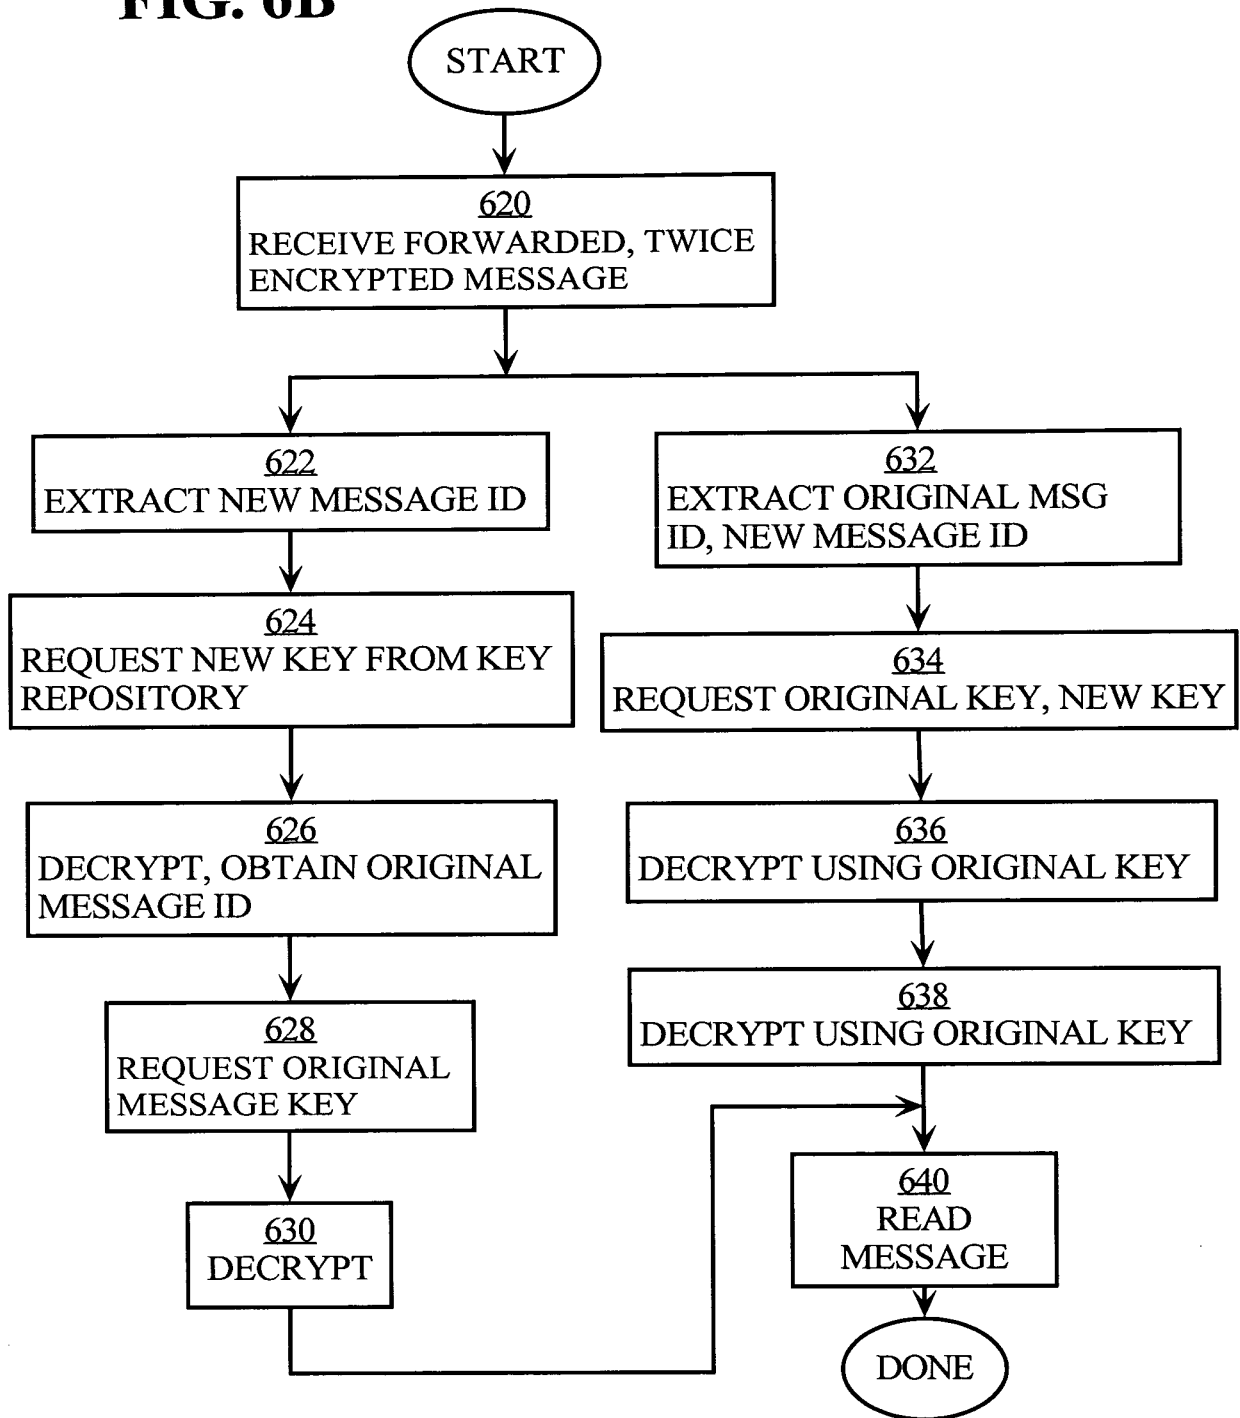 FIG. 6B
START
620
RECEIVE FORWARDED, TWICE
ENCRYPTED MESSAGE
622
EXTRACT NEW MESSAGE ID
624
REQUEST NEW KEY FROM KEY
REPOSITORY
626
DECRYPT, OBTAIN ORIGINAL
MESSAGE ID
628
REQUEST ORIGINAL
MESSAGE KEY
630
DECRYPT
632
EXTRACT ORIGINAL MSG
ID, NEW MESSAGE ID
634
REQUEST ORIGINAL KEY, NEW KEY
636
DECRYPT USING ORIGINAL KEY
638
DECRYPT USING ORIGINAL KEY
640
READ
MESSAGE
DONE